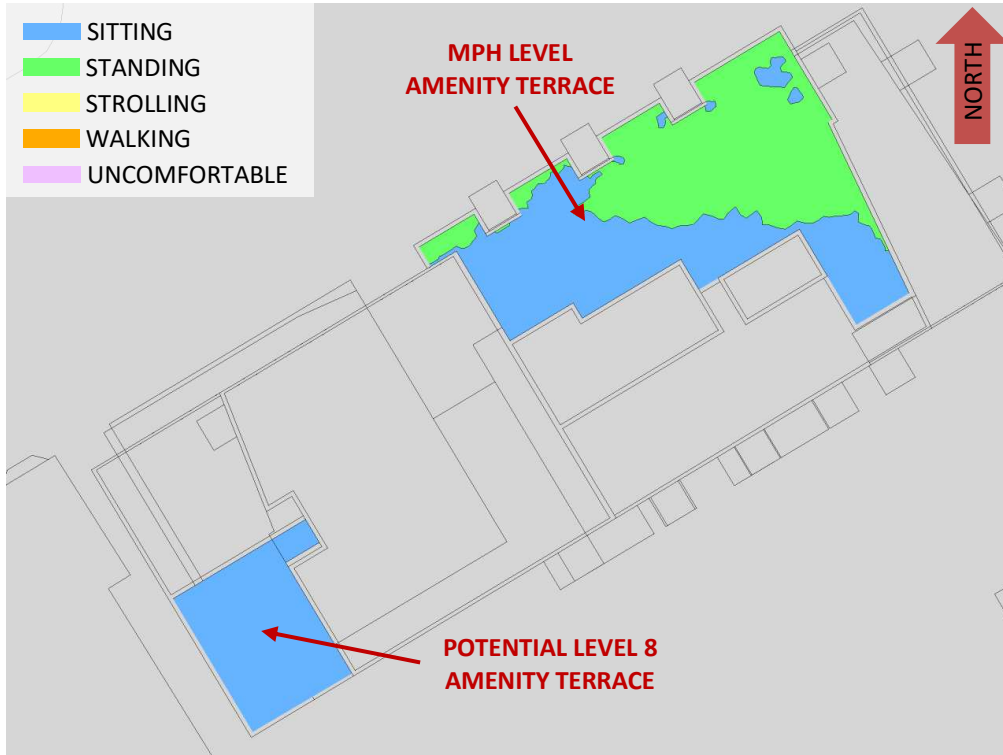 SITTING
STANDING
STROLLING
WALKING
UNCOMFORTABLE
MPH LEVEL
AMENITY TERRACE
NORTH
POTENTIAL LEVEL 8
AMENITY TERRACE